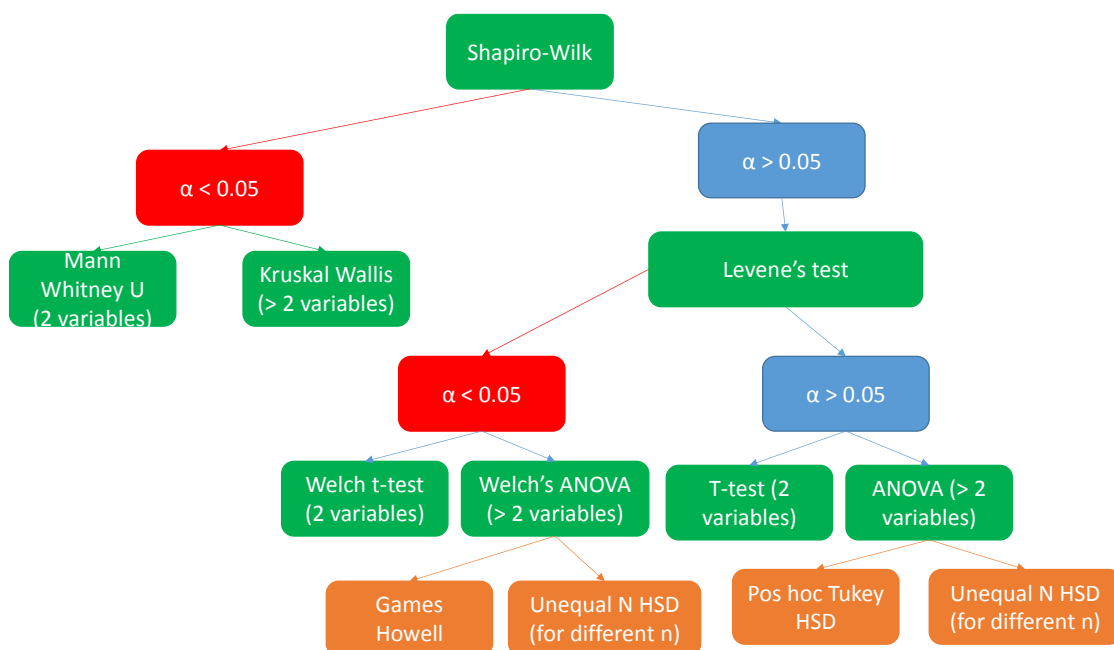 Shapiro-Wilk
α < 0.05
α > 0.05
Mann
Whitney U
(2 variables)
Kruskal Wallis
(> 2 variables)
Levene’s test
α < 0.05
α > 0.05
Welch t-test
(2 variables)
Welch’s ANOVA
(> 2 variables)
T-test (2
variables)
ANOVA (> 2
variables)
Games
Howell
Unequal N HSD
(for different n)
Pos hoc Tukey
HSD
Unequal N HSD
(for different n)